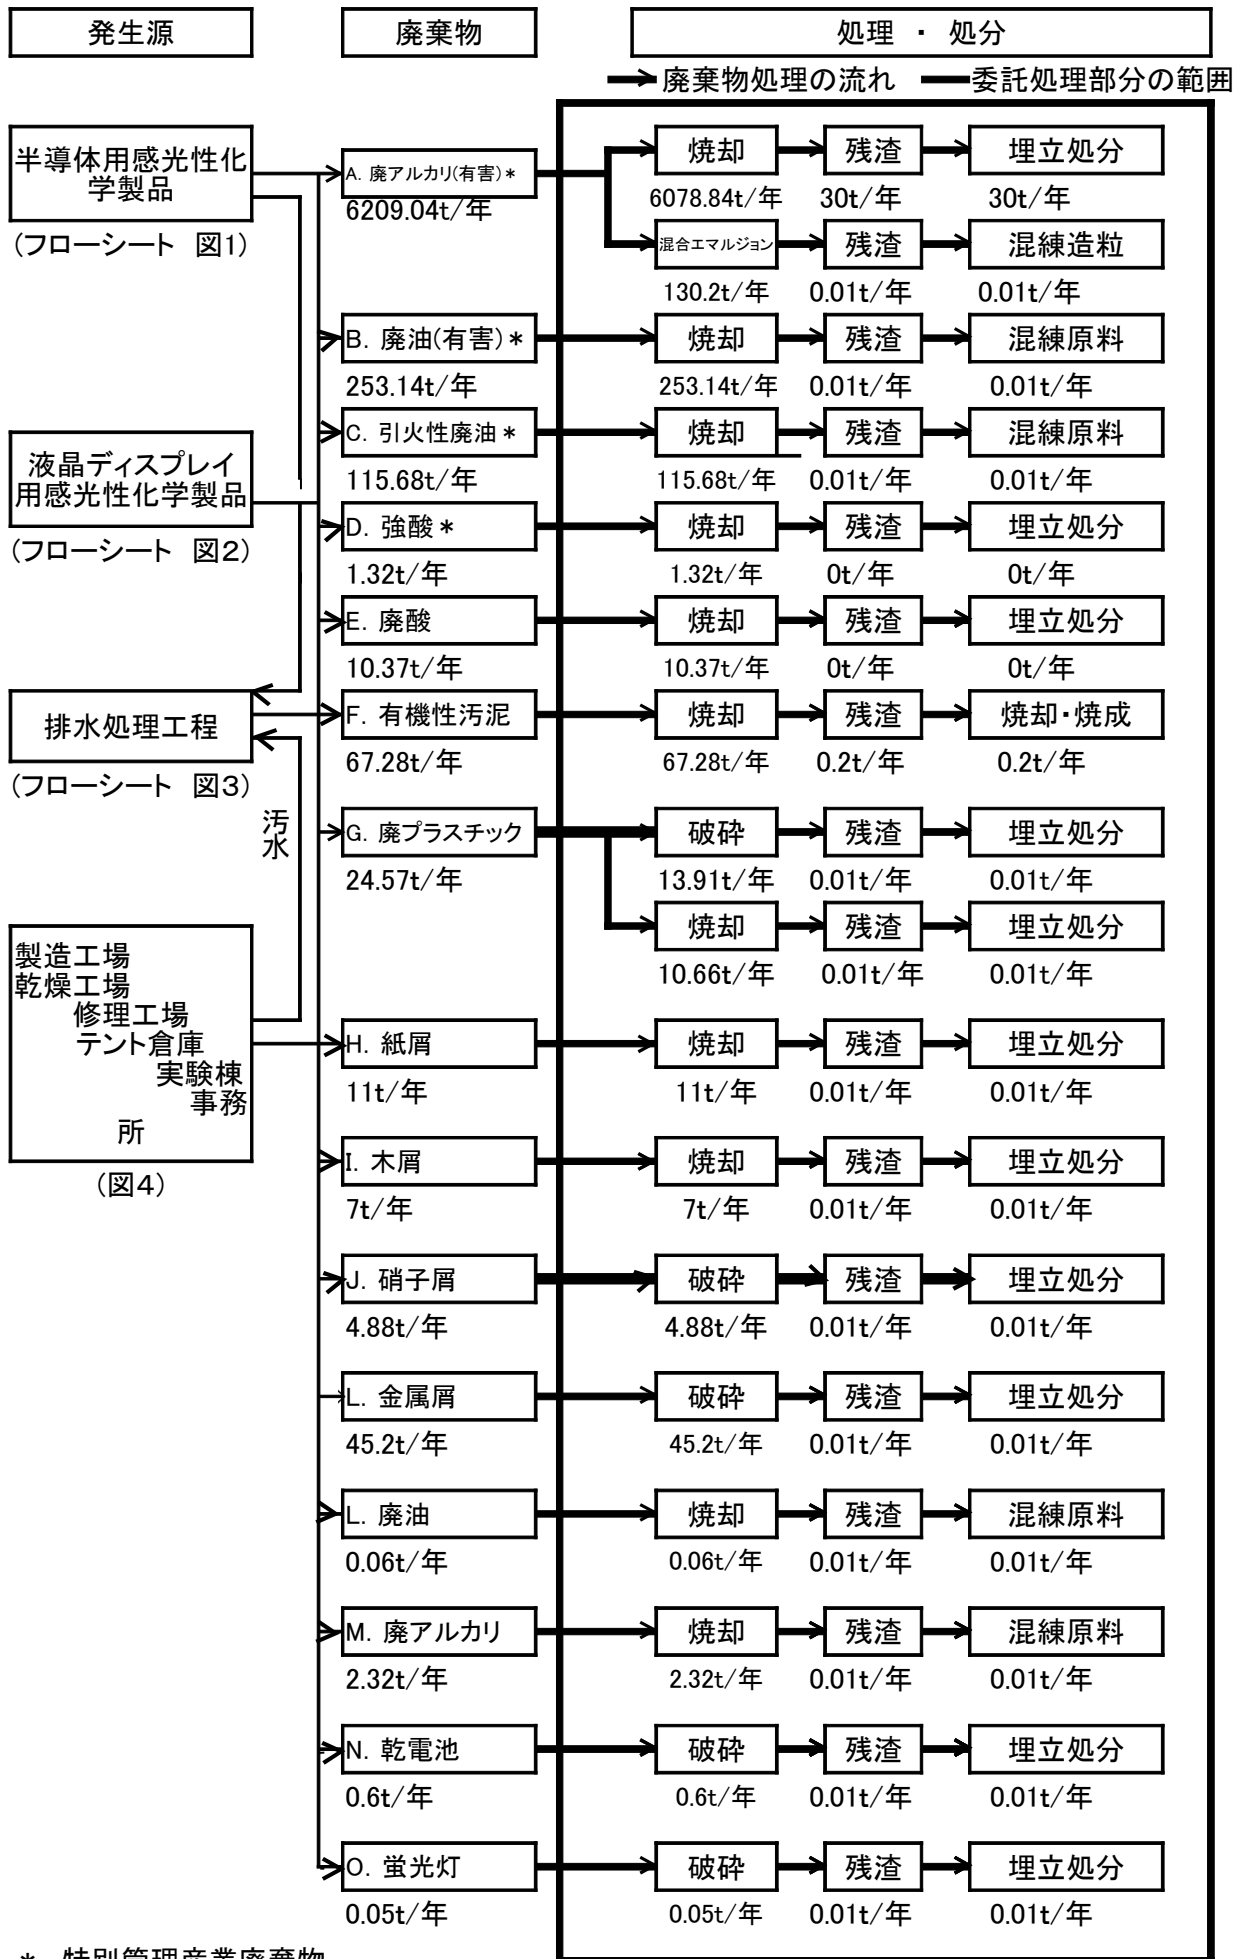 発生源
廃棄物
処理 ・ 処分
廃棄物処理の流れ
委託処理部分の範囲
半導体用感光性化
学製品
(フローシート 図1)
A. 廃アルカリ(有害)*
6209.04t/年
焼却
残渣
埋立処分
6078.84t/年
30t/年
30t/年
混合エマルジョン
残渣
混練造粒
130.2t/年
0.01t/年
0.01t/年
B. 廃油(有害)*
焼却
残渣
混練原料
253.14t/年
253.14t/年
0.01t/年
0.01t/年
C. 引火性廃油*
焼却
残渣
混練原料
115.68t/年
115.68t/年
0.01t/年
0.01t/年
液晶ディスプレイ
用感光性化学製品
(フローシート 図2)
D. 強酸*
焼却
残渣
埋立処分
1.32t/年
1.32t/年
0t/年
0t/年
E. 廃酸
焼却
残渣
埋立処分
10.37t/年
10.37t/年
0t/年
0t/年
排水処理工程
(フローシート 図3)
F. 有機性汚泥
焼却
残渣
焼却・焼成
67.28t/年
67.28t/年
0.2t/年
0.2t/年
汚
水
G. 廃プラスチック
破砕
残渣
埋立処分
24.57t/年
13.91t/年
0.01t/年
0.01t/年
焼却
残渣
埋立処分
10.66t/年
0.01t/年
0.01t/年
製造工場
乾燥工場
修理工場
テント倉庫
実験棟
事務
所
(図4)
H. 紙屑
焼却
残渣
埋立処分
11t/年
11t/年
0.01t/年
0.01t/年
I. 木屑
焼却
残渣
埋立処分
7t/年
7t/年
0.01t/年
0.01t/年
J. 硝子屑
破砕
残渣
埋立処分
4.88t/年
4.88t/年
0.01t/年
0.01t/年
L. 金属屑
破砕
残渣
埋立処分
45.2t/年
45.2t/年
0.01t/年
0.01t/年
L. 廃油
焼却
残渣
混練原料
0.06t/年
0.06t/年
0.01t/年
0.01t/年
M. 廃アルカリ
焼却
残渣
混練原料
2.32t/年
2.32t/年
0.01t/年
0.01t/年
N. 乾電池
破砕
残渣
埋立処分
0.6t/年
0.6t/年
0.01t/年
0.01t/年
O. 蛍光灯
破砕
残渣
埋立処分
0.05t/年
0.05t/年
0.01t/年
0.01t/年
* 特別管理産業廃棄物